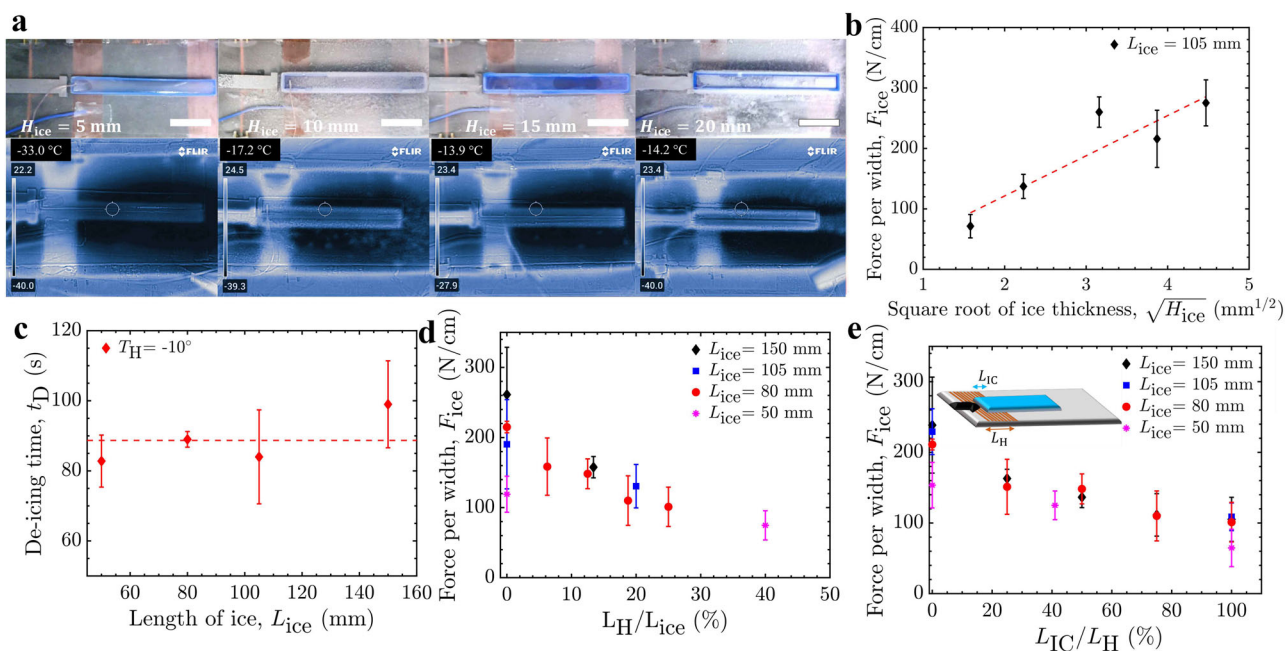 a
H_ice = 5 mm
H_ice = 10 mm
H_ice = 15 mm
H_ice = 20 mm
-33.0 °C
FLIR
22.2
-40.0
-17.2 °C
FLIR
24.5
-39.3
-13.9 °C
FLIR
23.4
-27.9
-14.2 °C
FLIR
23.4
-40.0
b
Force per width, F_ice (N/cm)
400
300
200
100
0
L_ice = 105 mm
1 2 3 4 5
Square root of ice thickness, √H_ice (mm^1/2)
c
De-icing time, t_D (s)
120
100
80
60
T_H= -10°
40 60 80 100 120 140 160
Length of ice, L_ice (mm)
d
Force per width, F_ice (N/cm)
300
200
100
0
L_ice= 150 mm
L_ice= 105 mm
L_ice= 80 mm
L_ice= 50 mm
0 10 20 30 40 50
L_H/L_ice (%)
e
Force per width, F_ice (N/cm)
400
300
200
100
0
L_IC
L_H
L_ice= 150 mm
L_ice= 105 mm
L_ice= 80 mm
L_ice= 50 mm
0 20 40 60 80 100
L_IC/L_H (%)